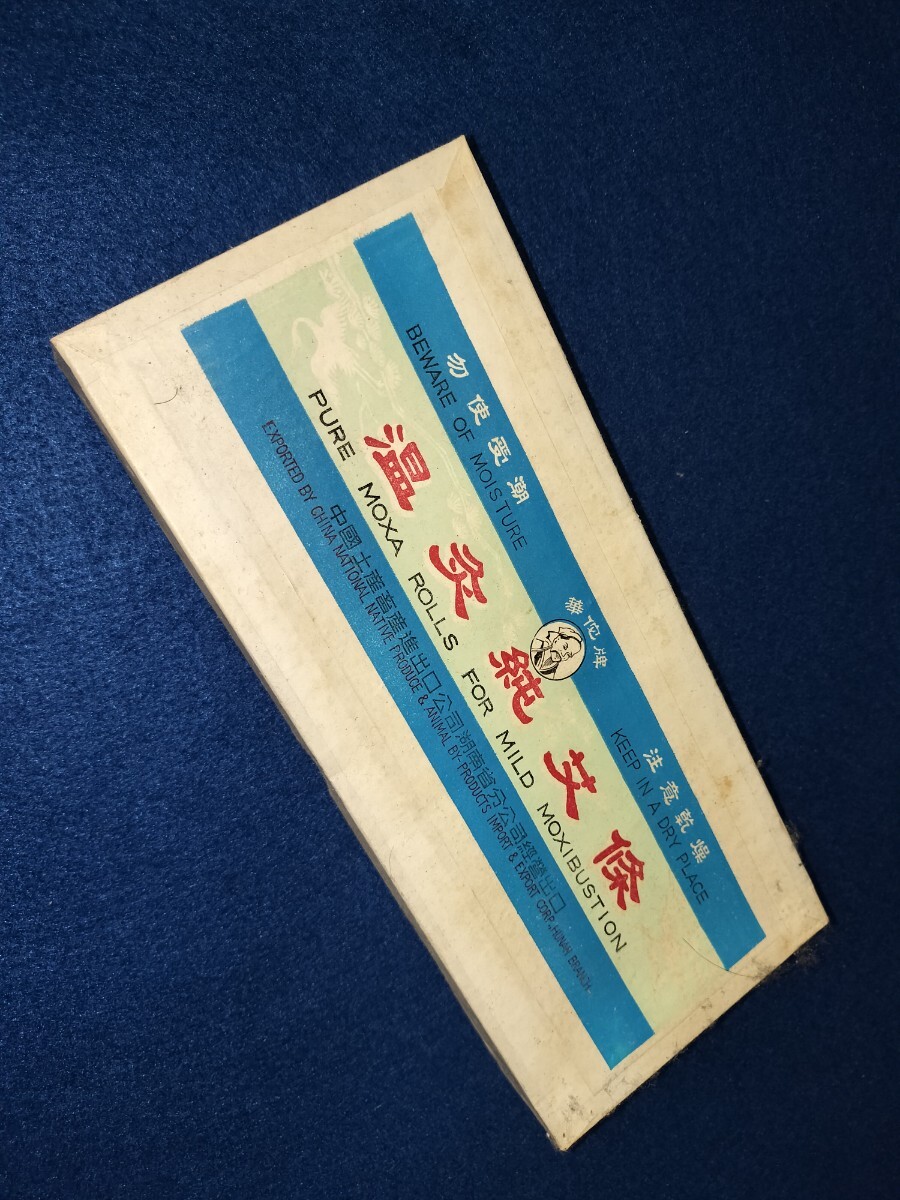 華佗牌
勿使受潮
注意乾燥
BEWARE OF MOISTURE
KEEP IN A DRY PLACE
溫灸純艾條
PURE MOXA ROLLS FOR MILD MOXIBUSTION
中國土產畜產進出口公司湖南省分公司經營出口
EXPORTED BY CHINA NATIONAL NATIVE PRODUCE & ANIMAL BY-PRODUCTS IMPORT & EXPORT CORP., HUNAN BRANCH